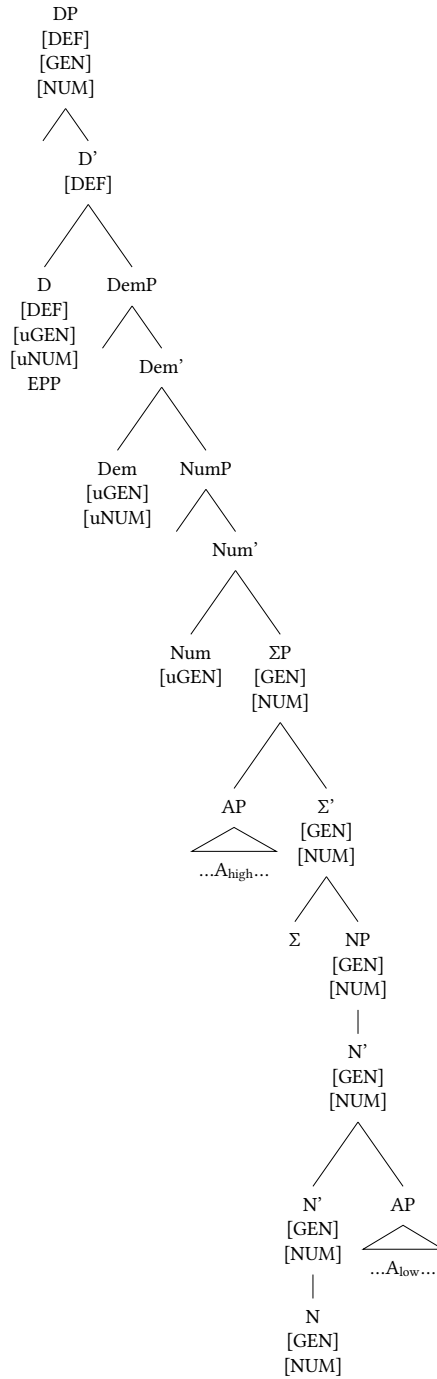 DP
[DEF]
[GEN]
[NUM]
D’
[DEF]
D DemP
[DEF]
[uGEN]
[uNUM]
EPP
Dem’
Dem NumP
[uGEN]
[uNUM]
Num’
Num ΣP
[uGEN] [GEN]
[NUM]
AP Σ’
[GEN]
...A_high... [NUM]
Σ NP
[GEN]
[NUM]
N’
[GEN]
[NUM]
N’ AP
[GEN]
[NUM] ...A_low...
N
[GEN]
[NUM]